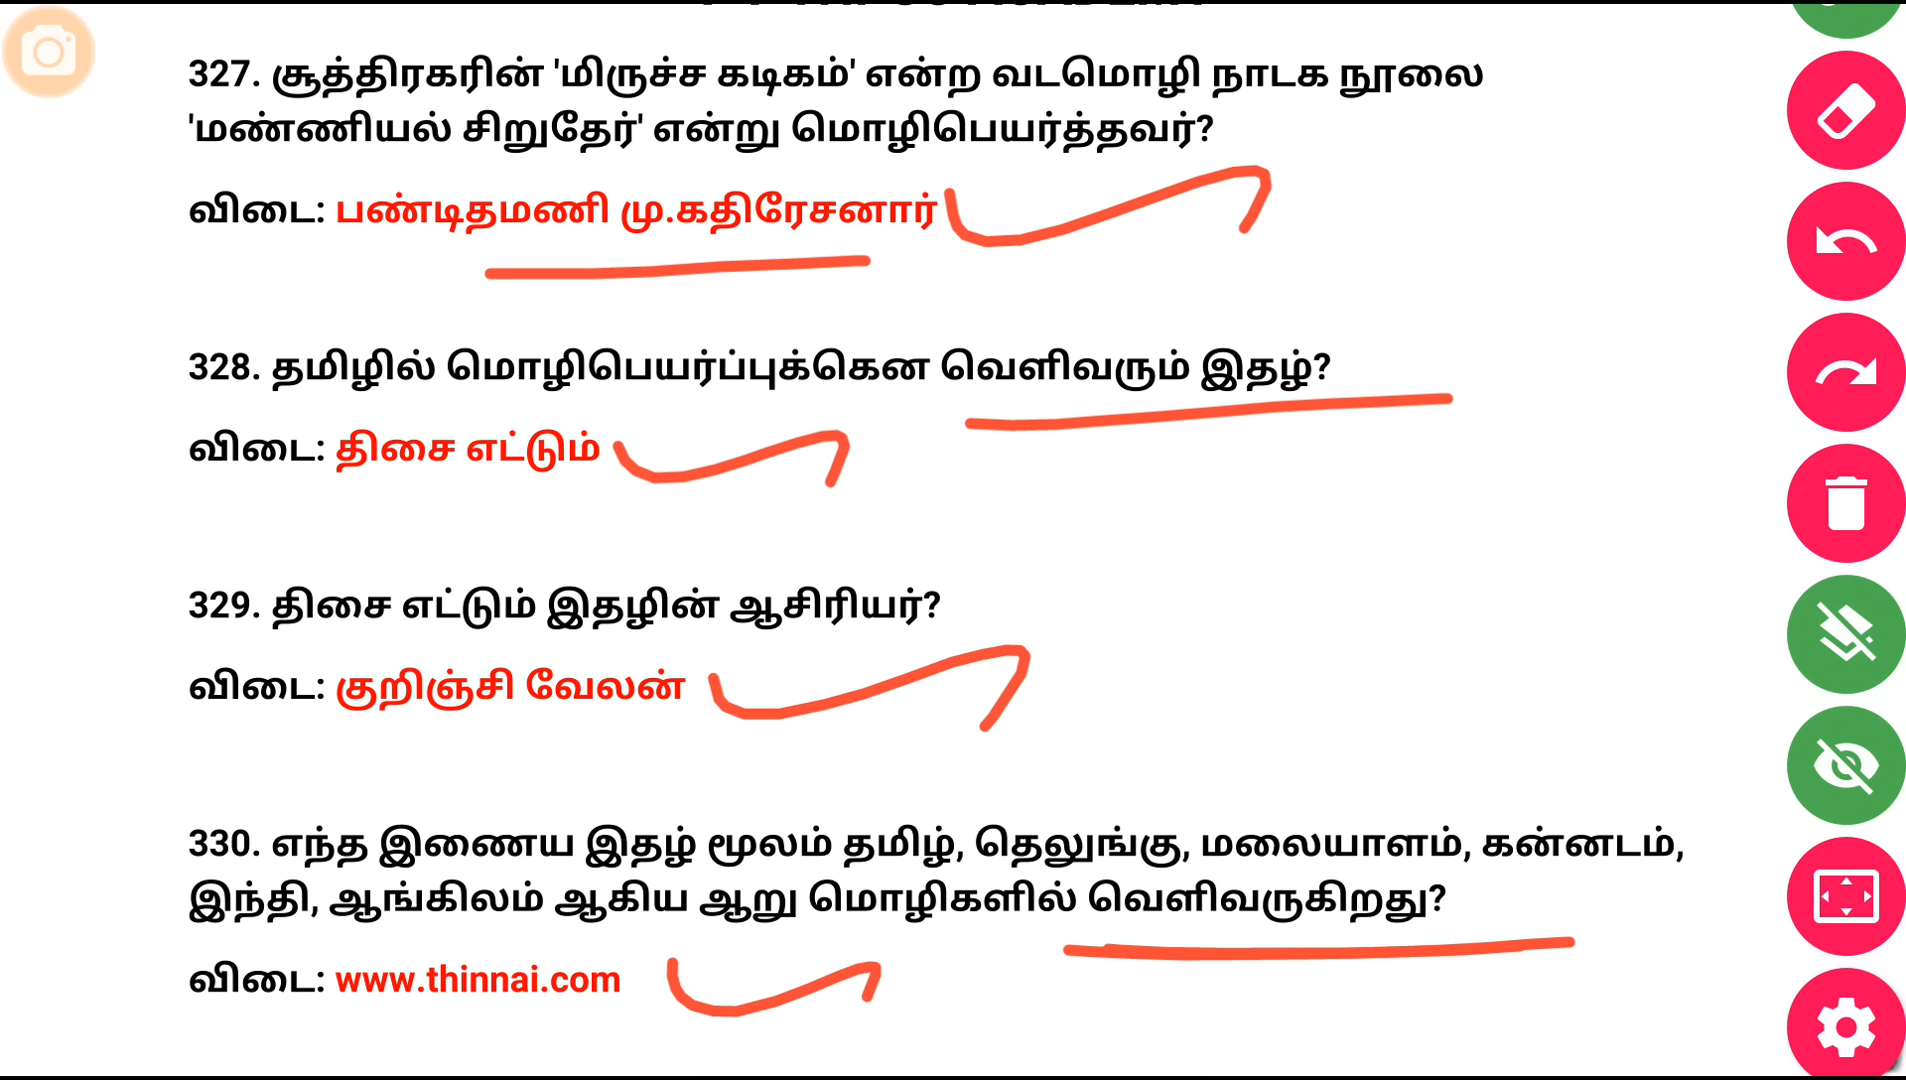 327. சூத்திரகரின் 'மிருச்ச கடிகம்' என்ற வடமொழி நாடக நூலை
'மண்ணியல் சிறுதேர்' என்று மொழிபெயர்த்தவர்?
விடை: பண்டிதமணி மு.கதிரேசனார்
328. தமிழில் மொழிபெயர்ப்புக்கென வெளிவரும் இதழ்?
விடை: திசை எட்டும்
329. திசை எட்டும் இதழின் ஆசிரியர்?
விடை: குறிஞ்சி வேலன்
330. எந்த இணைய இதழ் மூலம் தமிழ், தெலுங்கு, மலையாளம், கன்னடம்,
இந்தி, ஆங்கிலம் ஆகிய ஆறு மொழிகளில் வெளிவருகிறது?
விடை: www.thinnai.com